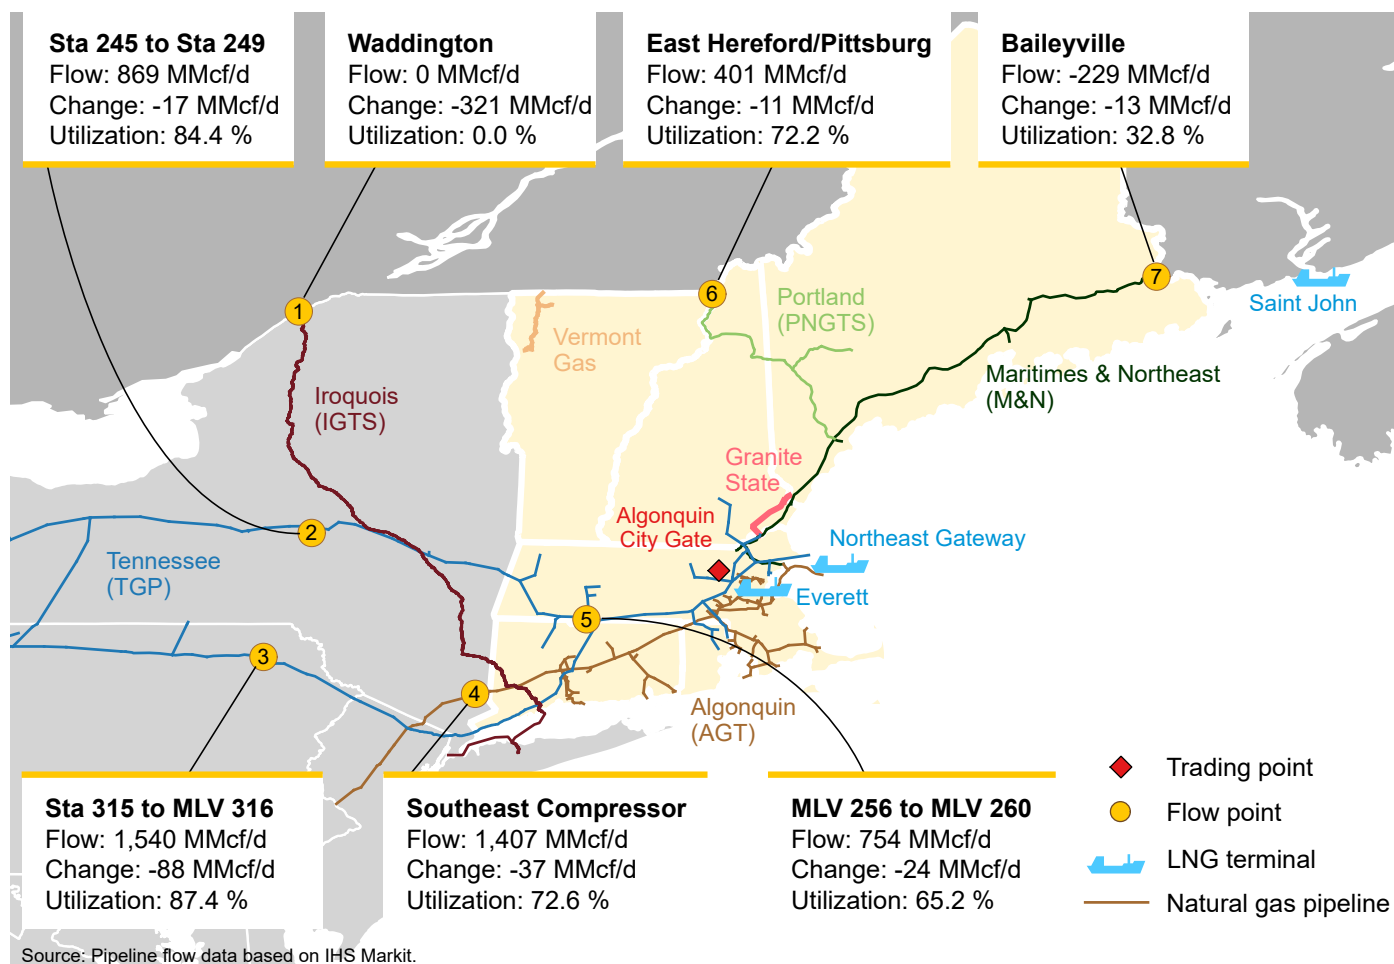 Sta 245 to Sta 249
Flow: 869 MMcf/d
Change: -17 MMcf/d
Utilization: 84.4 %
Waddington
Flow: 0 MMcf/d
Change: -321 MMcf/d
Utilization: 0.0 %
East Hereford/Pittsburg
Flow: 401 MMcf/d
Change: -11 MMcf/d
Utilization: 72.2 %
Baileyville
Flow: -229 MMcf/d
Change: -13 MMcf/d
Utilization: 32.8 %
1
6
7
Saint John
Portland
(PNGTS)
Vermont
Gas
Maritimes & Northeast
(M&N)
Iroquois
(IGTS)
Granite
State
Algonquin
City Gate
2
Northeast Gateway
Tennessee
(TGP)
Everett
5
3
4
Algonquin
(AGT)
Sta 315 to MLV 316
Flow: 1,540 MMcf/d
Change: -88 MMcf/d
Utilization: 87.4 %
Southeast Compressor
Flow: 1,407 MMcf/d
Change: -37 MMcf/d
Utilization: 72.6 %
MLV 256 to MLV 260
Flow: 754 MMcf/d
Change: -24 MMcf/d
Utilization: 65.2 %
Trading point
Flow point
LNG terminal
Natural gas pipeline
Source: Pipeline flow data based on IHS Markit.